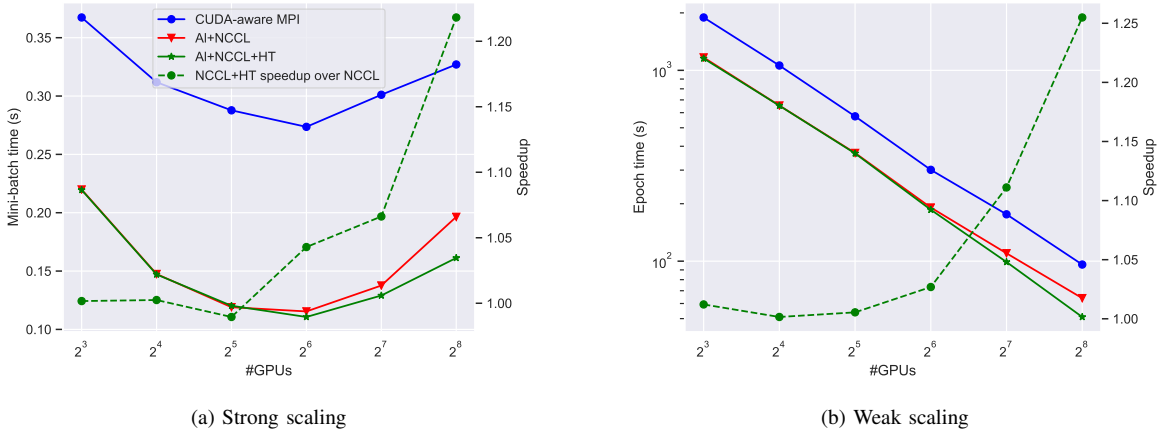 CUDA-aware MPI
Al+NCCL
Al+NCCL+HT
NCCL+HT speedup over NCCL
Mini-batch time (s)
0.35
0.30
0.25
0.20
0.15
0.10
1.20
1.15
1.10
1.05
1.00
Speedup
2^3 2^4 2^5 2^6 2^7 2^8
#GPUs
(a) Strong scaling
Epoch time (s)
10^3
10^2
1.25
1.20
1.15
1.10
1.05
1.00
Speedup
2^3 2^4 2^5 2^6 2^7 2^8
#GPUs
(b) Weak scaling